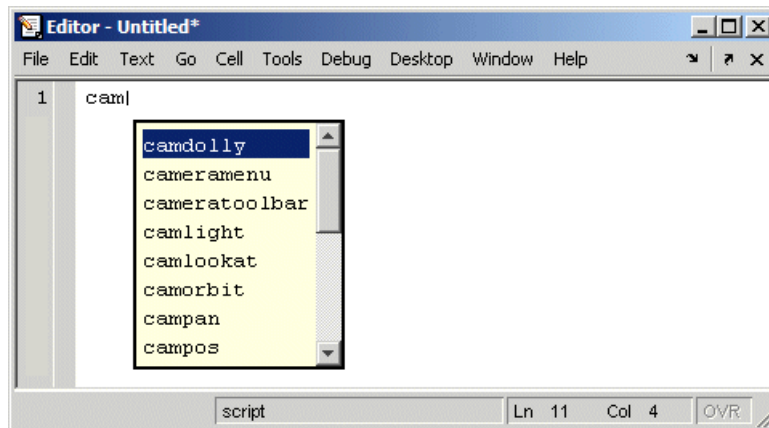 Editor - Untitled*
File Edit Text Go Cell Tools Debug Desktop Window Help
1 cam
camdolly
cameramenu
cameratoolbar
camlight
camlookat
camorbit
campan
campos
script Ln 11 Col 4 OVR